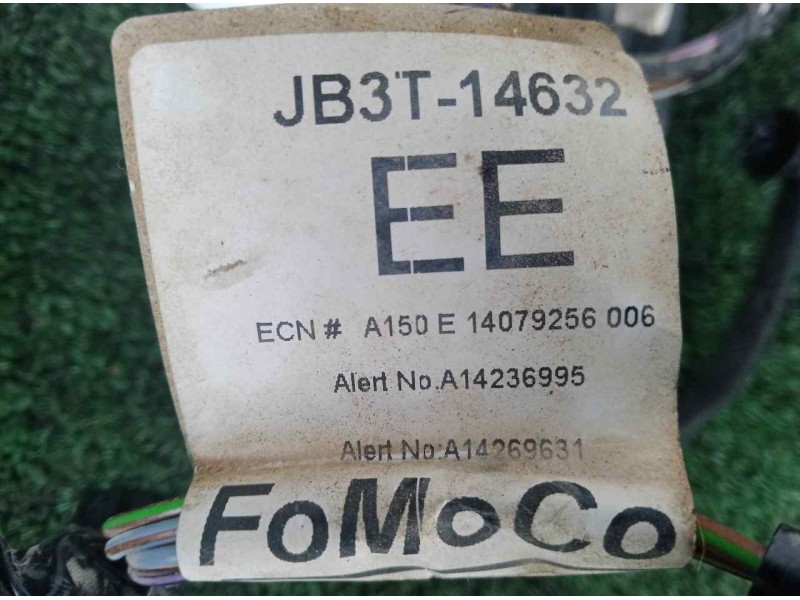 JB3T-14632
EE
ECN # A150 E 14079256 006
Alert No.A14236995
Alert No:A14269631
FoMoCo